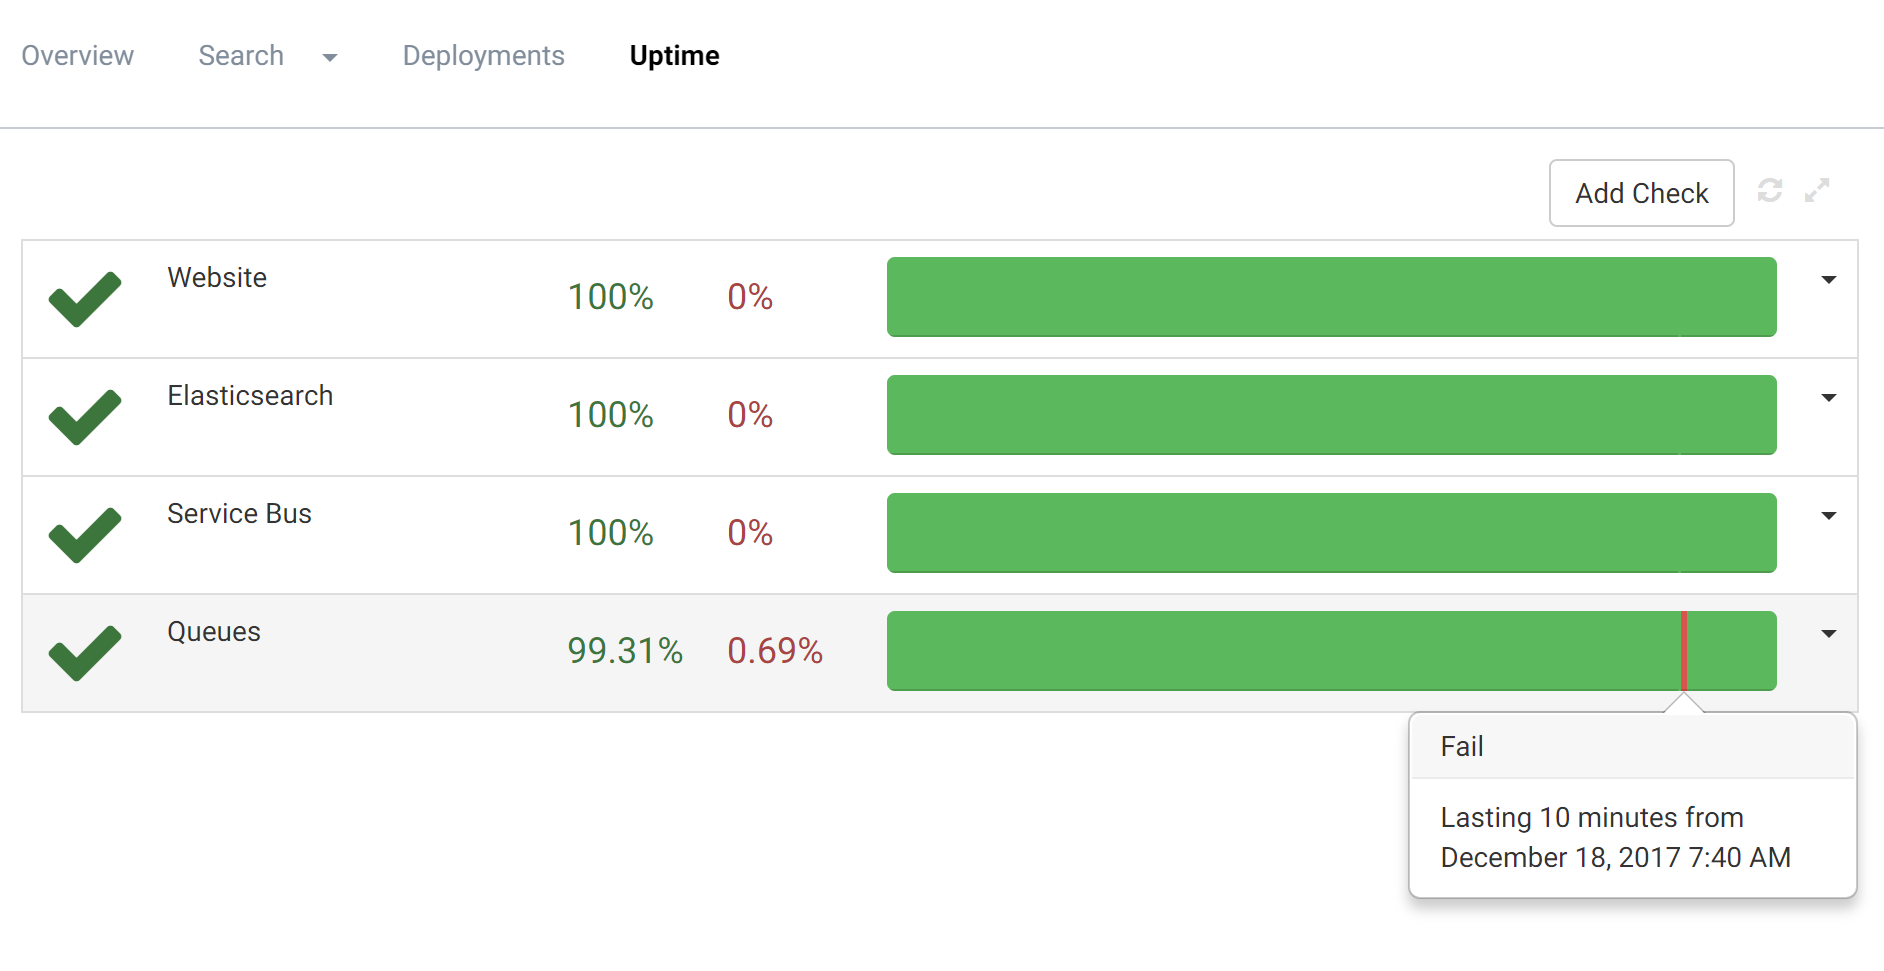 Overview Search Deployments Uptime
Add Check
Website 100% 0%
Elasticsearch 100% 0%
Service Bus 100% 0%
Queues 99.31% 0.69%
Fail
Lasting 10 minutes from
December 18, 2017 7:40 AM